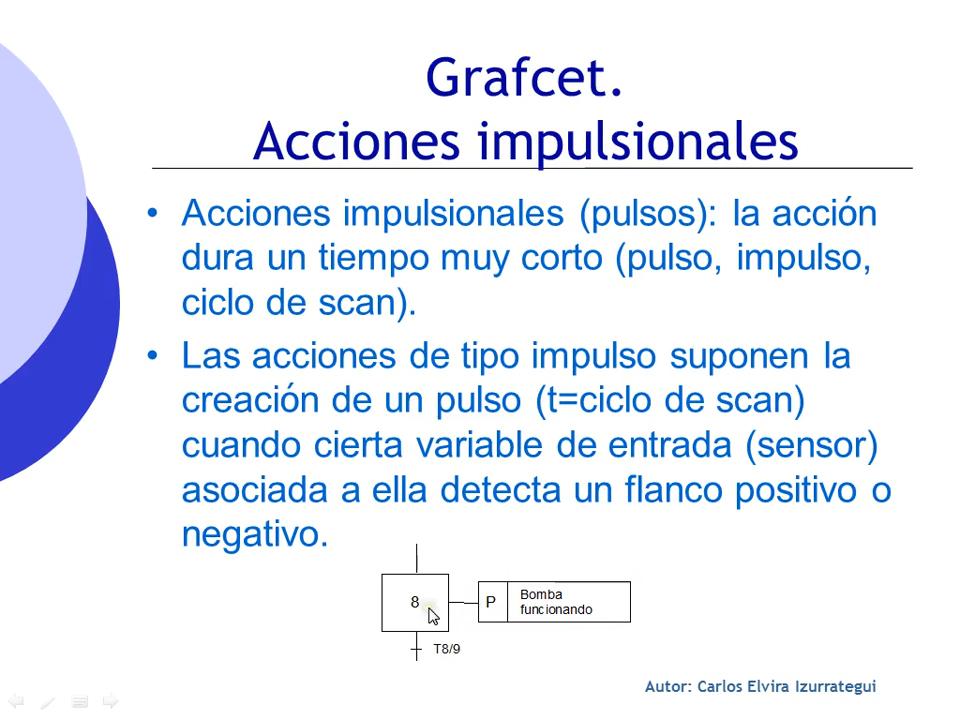 Grafcet.
Acciones impulsionales
• Acciones impulsionales (pulsos): la acción
dura un tiempo muy corto (pulso, impulso,
ciclo de scan).
• Las acciones de tipo impulso suponen la
creación de un pulso (t=ciclo de scan)
cuando cierta variable de entrada (sensor)
asociada a ella detecta un flanco positivo o
negativo.
8
P
Bomba
funcionando
T8/9
Autor: Carlos Elvira Izurrategui